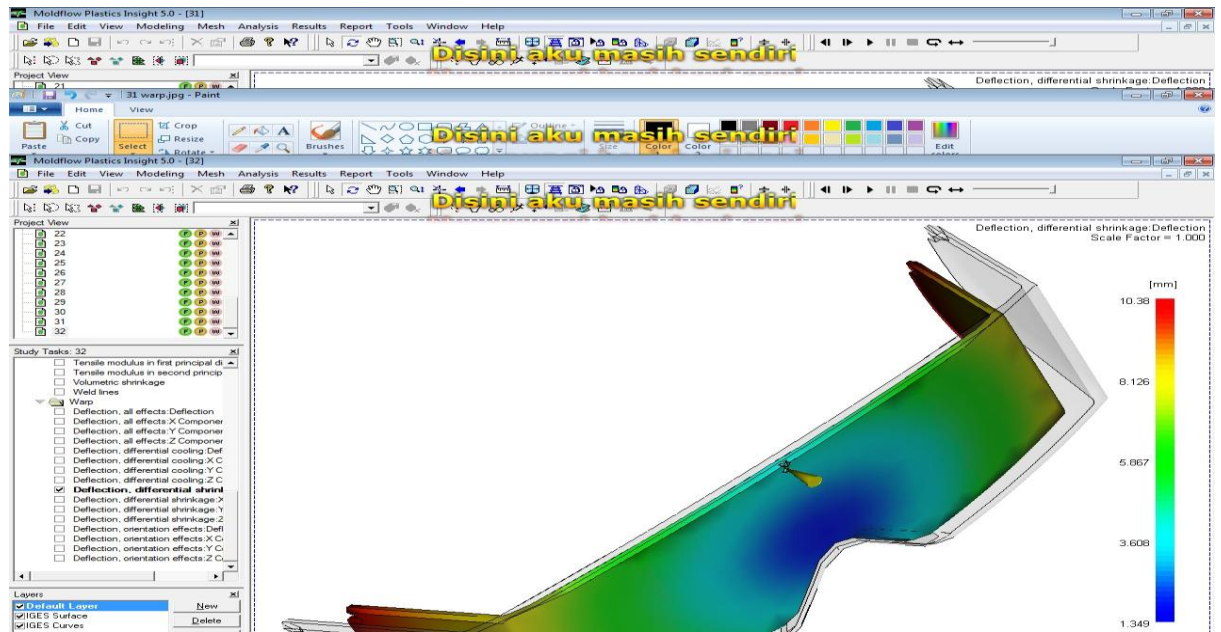 Moldflow Plastics Insight 5.0 - [31]
File Edit View Modeling Mesh Analysis Results Report Tools Window Help
Disini aku masih sendiri
Project View
21
Deflection, differential shrinkage:Deflection
31 warp.jpg - Paint
Home View
Cut
Copy
Paste
Crop
Resize
Rotate
Select
Brushes
Outline
Size
Color
Color
Edit
Disini aku masih sendiri
Moldflow Plastics Insight 5.0 - [32]
File Edit View Modeling Mesh Analysis Results Report Tools Window Help
Disini aku masih sendiri
Project View
22
23
24
25
26
27
28
29
30
31
32
Study Tasks: 32
Tensile modulus in first principal di
Tensile modulus in second princip
Volumetric shrinkage
Weld lines
Warp
Deflection, all effects:Deflection
Deflection, all effects:X Componer
Deflection, all effects:Y Componer
Deflection, all effects:Z Componer
Deflection, differential cooling:Def
Deflection, differential cooling:X C
Deflection, differential cooling:Y C
Deflection, differential cooling:Z C
Deflection, differential shrinl
Deflection, differential shrinkage:X
Deflection, differential shrinkage:Y
Deflection, differential shrinkage:Z
Deflection, orientation effects:Defl
Deflection, orientation effects:X C
Deflection, orientation effects:Y C
Deflection, orientation effects:Z C
Layers
Default Layer
IGES Surface
IGES Curves
New
Delete
Deflection, differential shrinkage:Deflection
Scale Factor = 1.000
[mm]
10.38
8.126
5.867
3.608
1.349